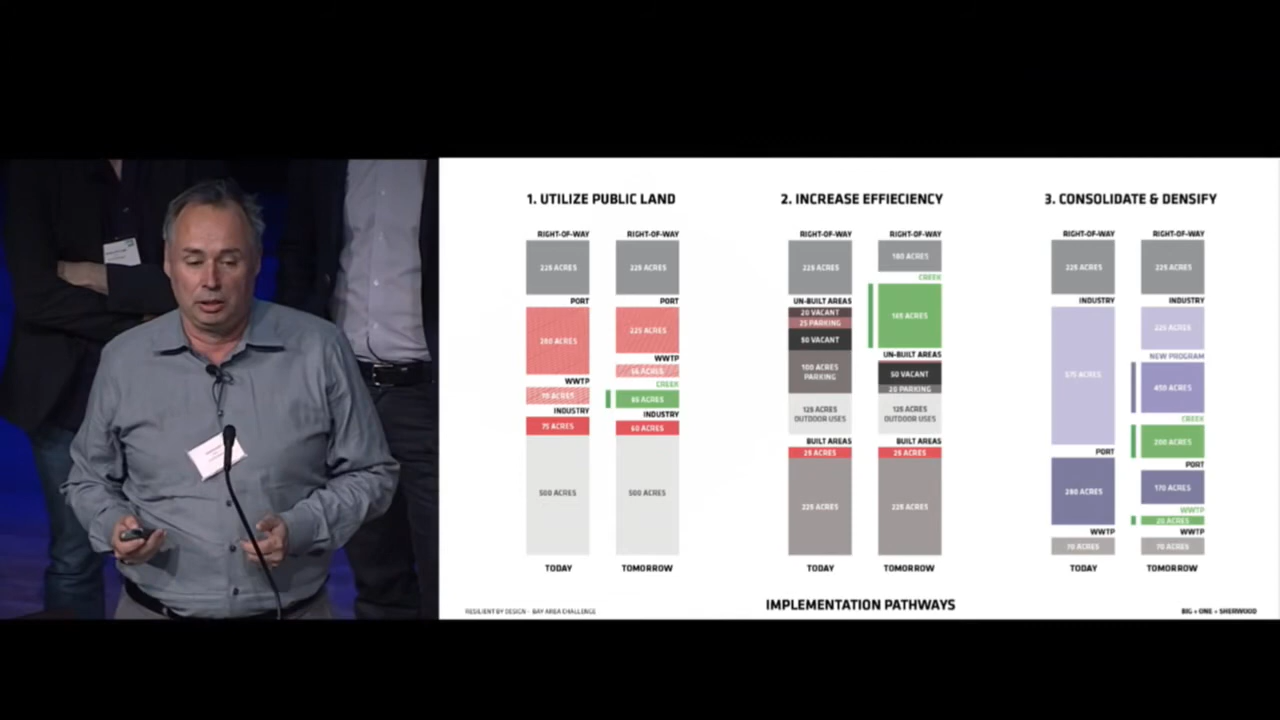 1. UTILIZE PUBLIC LAND
RIGHT-OF-WAY
225 ACRES
PORT
280 ACRES
WWTP
70 ACRES
INDUSTRY
75 ACRES
500 ACRES
TODAY
RIGHT-OF-WAY
225 ACRES
PORT
225 ACRES
WWTP
ACRES
CREEK
ACRES
INDUSTRY
60 ACRES
500 ACRES
TOMORROW
2. INCREASE EFFIECIENCY
RIGHT-OF-WAY
225 ACRES
UN-BUILT AREAS
20 VACANT
25 PARKING
50 VACANT
100 ACRES
PARKING
125 ACRES
OUTDOOR USES
BUILT AREAS
25 ACRES
225 ACRES
TODAY
RIGHT-OF-WAY
160 ACRES
CREEK
165 ACRES
UN-BUILT AREAS
50 VACANT
20 PARKING
125 ACRES
OUTDOOR USES
BUILT AREAS
25 ACRES
225 ACRES
TOMORROW
3. CONSOLIDATE & DENSIFY
RIGHT-OF-WAY
225 ACRES
INDUSTRY
575 ACRES
PORT
280 ACRES
WWTP
70 ACRES
TODAY
RIGHT-OF-WAY
225 ACRES
INDUSTRY
225 ACRES
NEW PROGRAM
450 ACRES
CREEK
200 ACRES
PORT
170 ACRES
WWTP
20 ACRES
WWTP
70 ACRES
TOMORROW
IMPLEMENTATION PATHWAYS
RESILIENT BY DESIGN - BAY AREA CHALLENGE
BIG + ONE + SHERWOOD